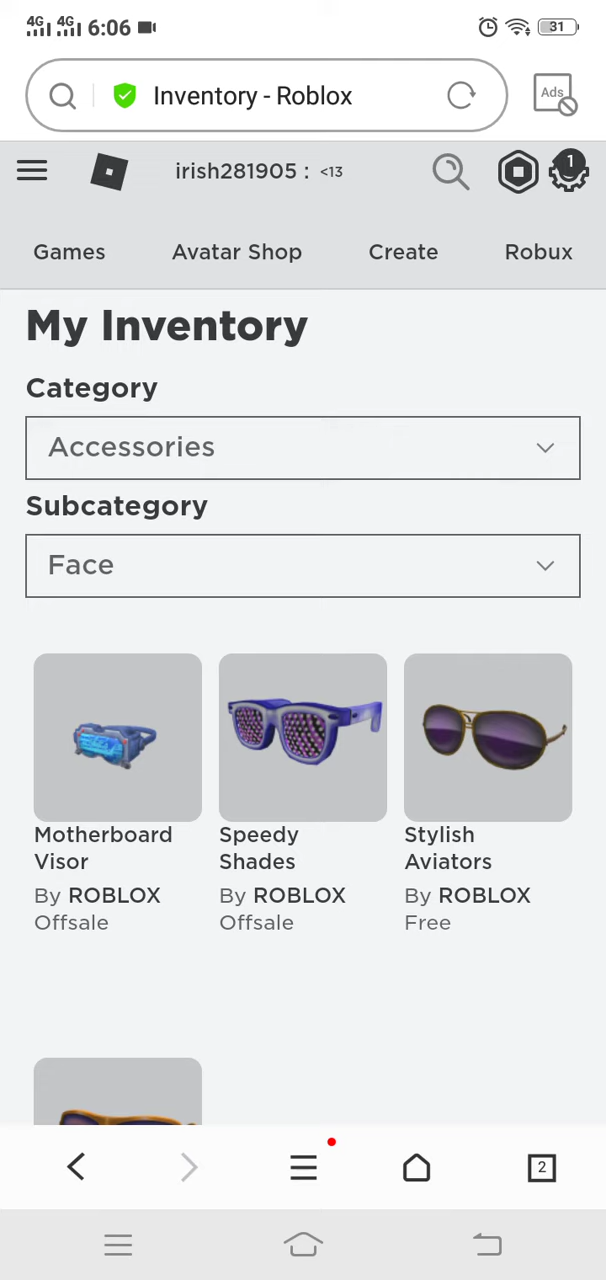 4G 4G 6:06 31
Inventory - Roblox
Ads
irish281905 : <13
1
Games Avatar Shop Create Robux
My Inventory
Category
Accessories
Subcategory
Face
Motherboard Visor
By ROBLOX
Offsale
Speedy Shades
By ROBLOX
Offsale
Stylish Aviators
By ROBLOX
Free
2